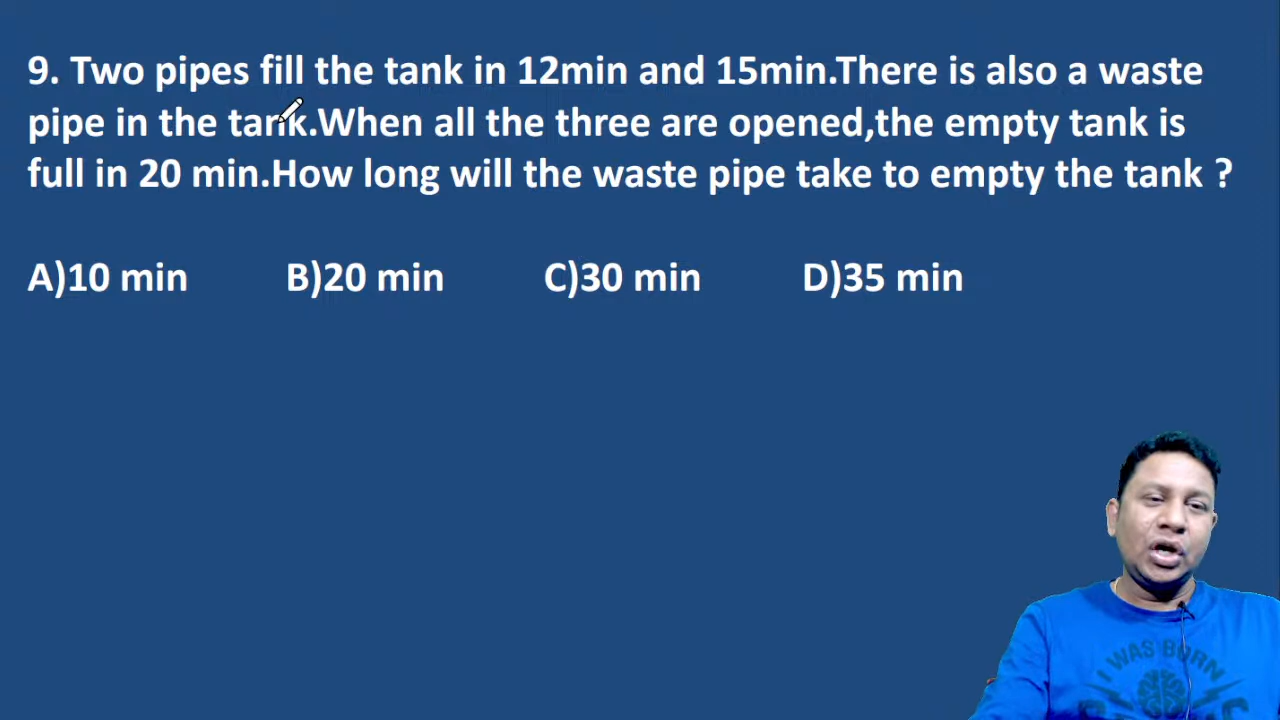 9. Two pipes fill the tank in 12min and 15min.There is also a waste
pipe in the tank.When all the three are opened,the empty tank is
full in 20 min.How long will the waste pipe take to empty the tank ?
A)10 min B)20 min C)30 min D)35 min
I WAS BORN